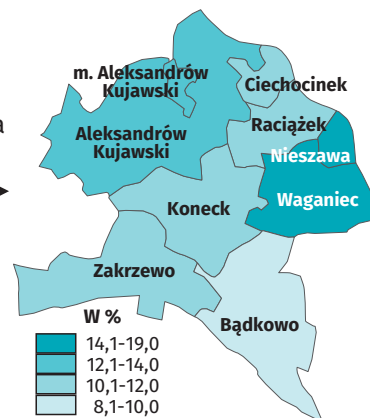 m. Aleksandrów
Kujawski
Ciechocinek
a
Aleksandrów
Kujawski
Raciążek
Nieszawa
Waganiec
Koneck
Zakrzewo
Bądkowo
W %
14,1-19,0
12,1-14,0
10,1-12,0
8,1-10,0